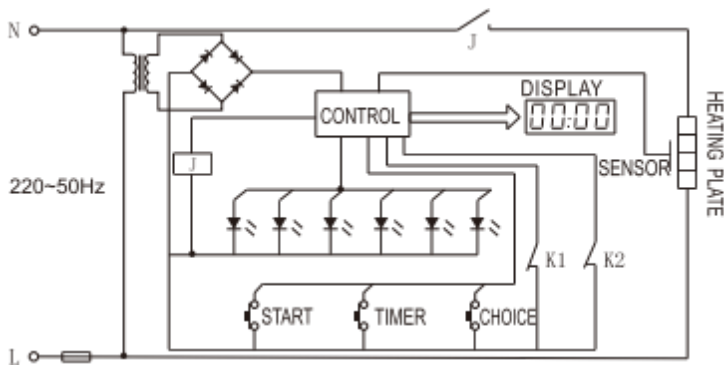 N
J
DISPLAY
00:00
CONTROL
HEATING PLATE
J
SENSOR
220~50Hz
K1
K2
START
TIMER
CHOICE
L